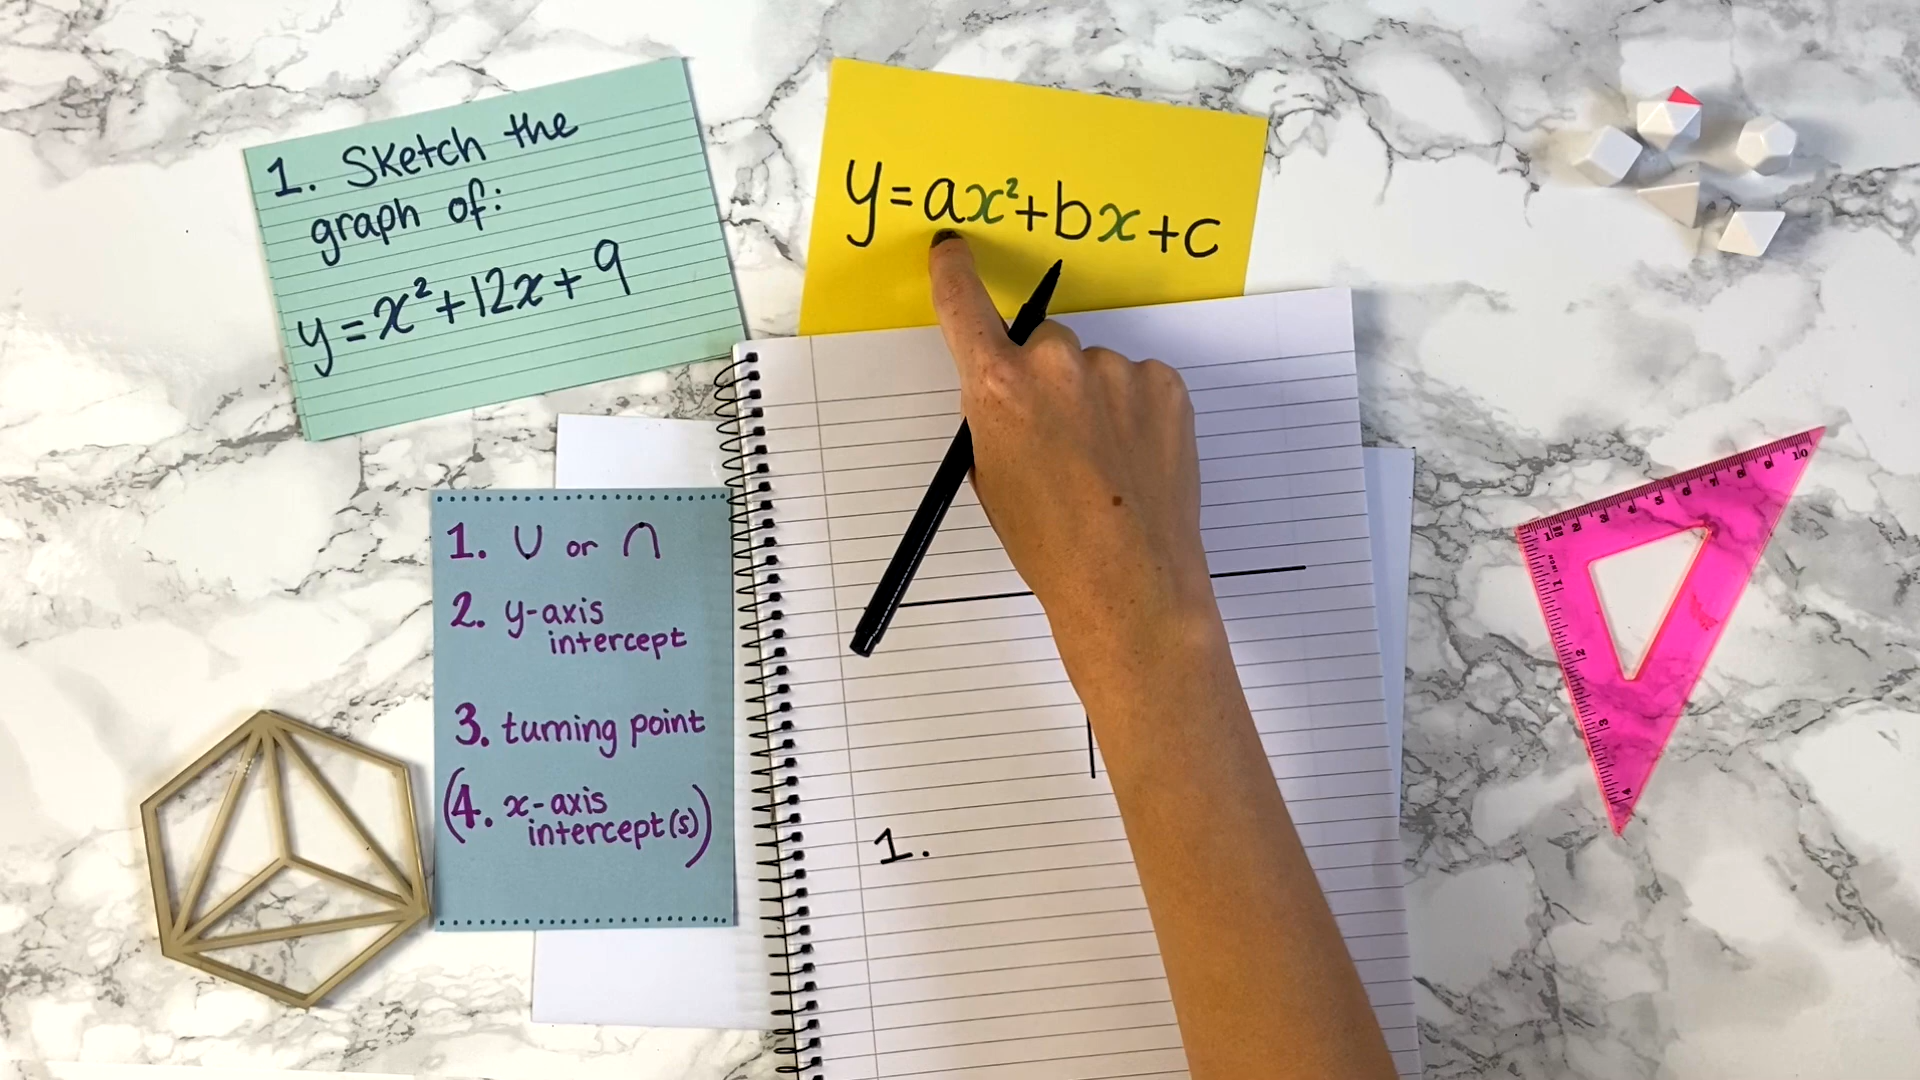 1. Sketch the
graph of:
y = x² + 12x + 9
y = ax² + bx + c
1. ∪ or ∩
2. y-axis
intercept
3. turning point
(4. x-axis
intercept(s))
1.